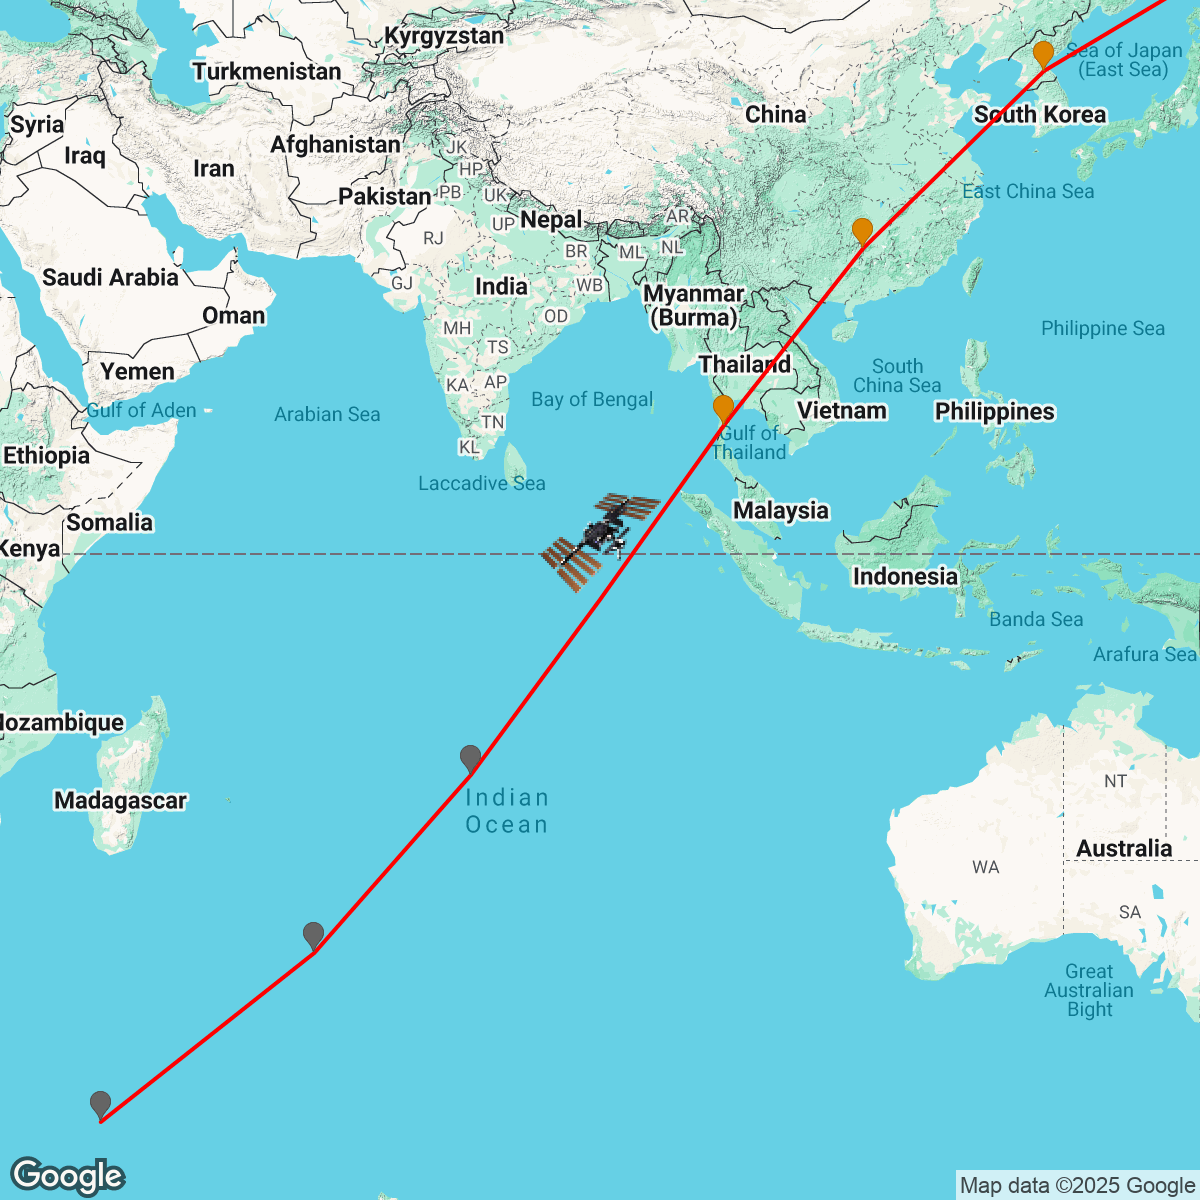 Kyrgyzstan
Sea of Japan
(East Sea)
Turkmenistan
China
South Korea
Syria
Afghanistan
JK
Iraq
Iran
HP
Pakistan
PB
UK
East China Sea
Nepal
AR
UP
RJ
BR
ML
NL
Saudi Arabia
GJ
India
WB
Myanmar
(Burma)
Oman
OD
MH
Philippine Sea
TS
Thailand
Yemen
South
China Sea
KA
AP
Bay of Bengal
Gulf of Aden
Arabian Sea
Vietnam
Philippines
TN
Gulf of
Thailand
KL
Ethiopia
Laccadive Sea
Malaysia
Somalia
Kenya
Indonesia
Banda Sea
Arafura Sea
Mozambique
NT
Indian
Ocean
Madagascar
Australia
WA
SA
Great
Australian
Bight
Google
Map data ©2025 Google